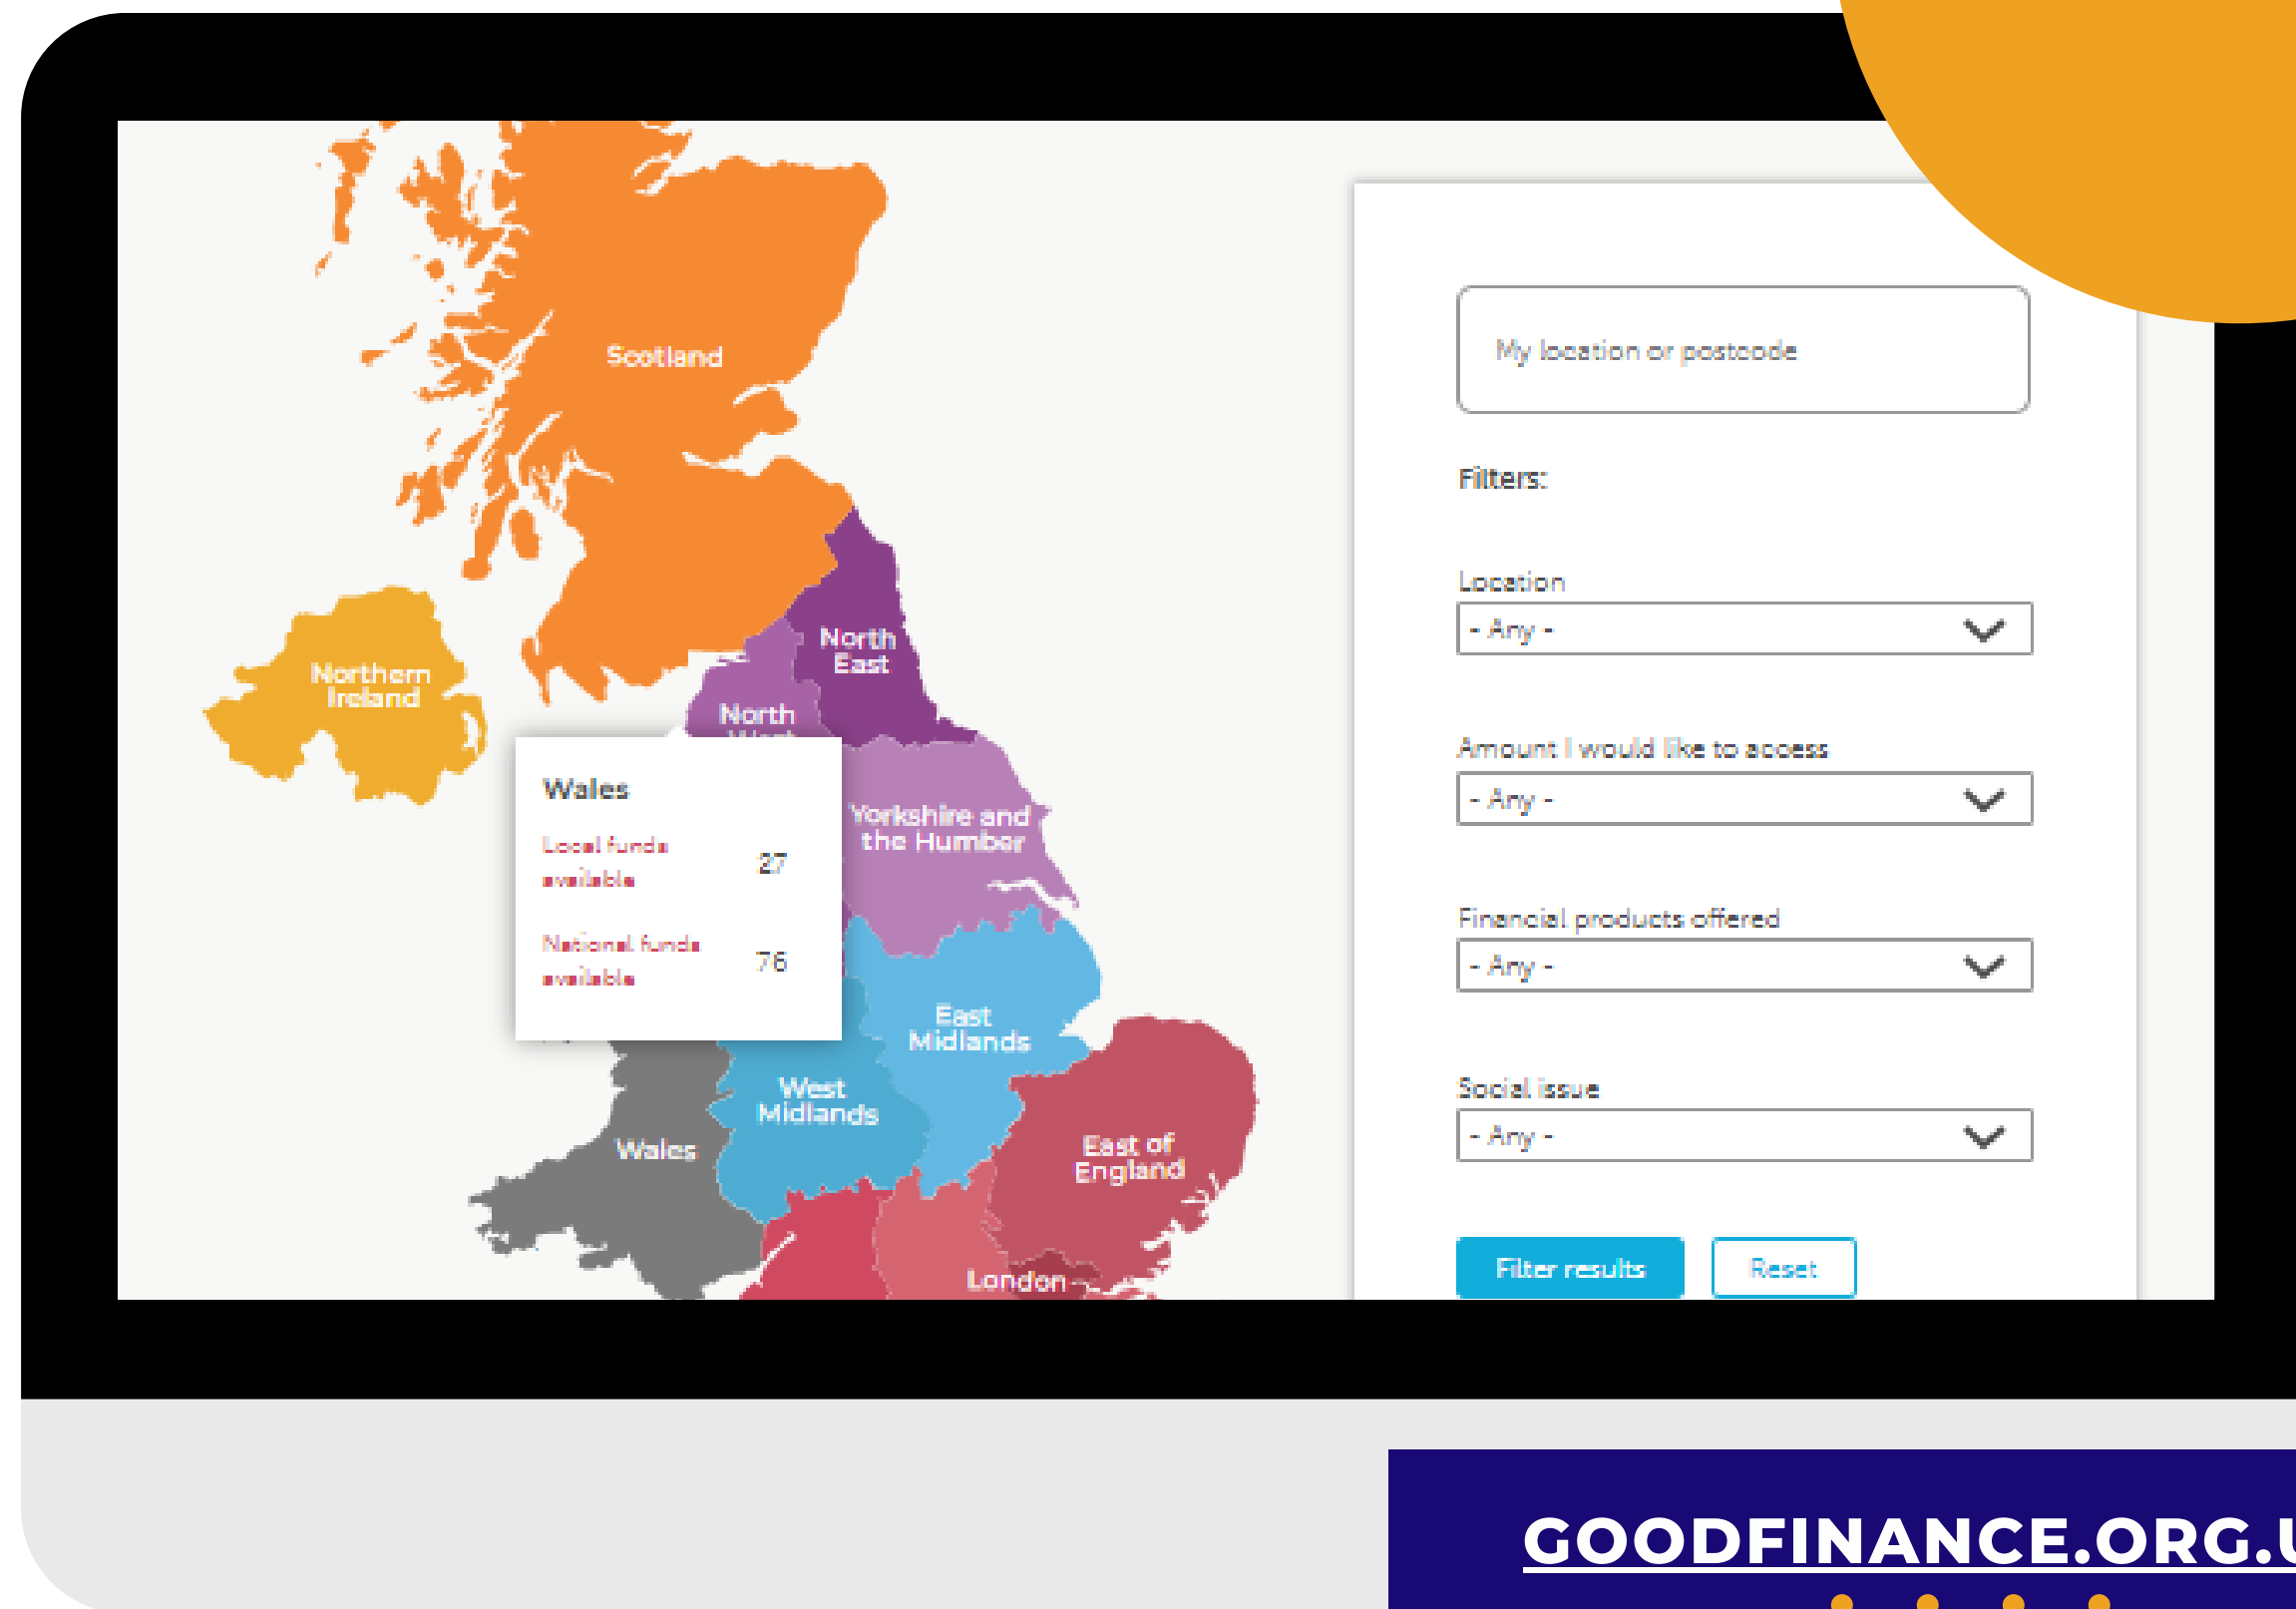 Scotland
North
East
Northern
Ireland
North
Wales
Local funds
available
27
National funds
available
76
Yorkshire and
the Humber
East
Midlands
West
Midlands
Wales
East of
England
London
My location or postcode
Filters:
Location
- Any -
Amount I would like to access
- Any -
Financial products offered
- Any -
Social issue
- Any -
Filter results
Reset
GOODFINANCE.ORG.U